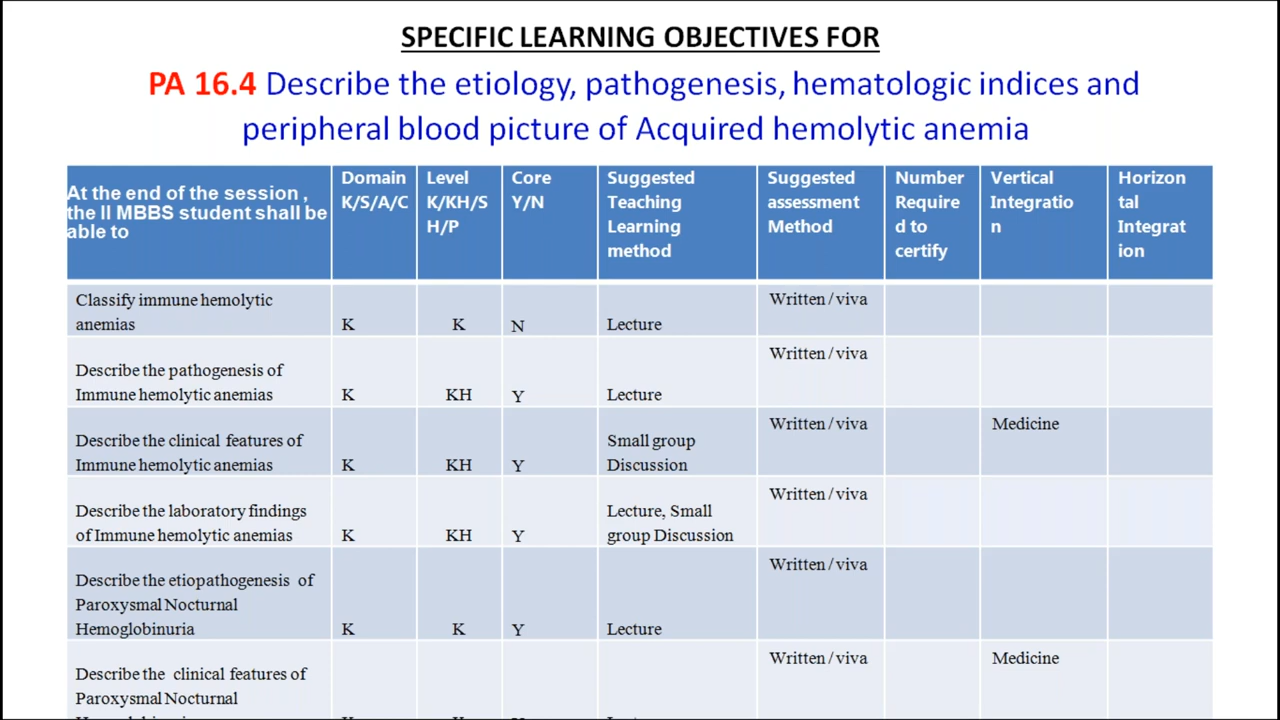 SPECIFIC LEARNING OBJECTIVES FOR
PA 16.4 Describe the etiology, pathogenesis, hematologic indices and
peripheral blood picture of Acquired hemolytic anemia
At the end of the session ,
the II MBBS student shall be
able to
Domain
K/S/A/C
Level
K/KH/S
H/P
Core
Y/N
Suggested
Teaching
Learning
method
Suggested
assessment
Method
Number
Require
d to
certify
Vertical
Integratio
n
Horizon
tal
Integrat
ion
Classify immune hemolytic
anemias
K
K
N
Lecture
Written / viva
Describe the pathogenesis of
Immune hemolytic anemias
K
KH
Y
Lecture
Written / viva
Describe the clinical features of
Immune hemolytic anemias
K
KH
Y
Small group
Discussion
Written / viva
Medicine
Describe the laboratory findings
of Immune hemolytic anemias
K
KH
Y
Lecture, Small
group Discussion
Written / viva
Describe the etiopathogenesis of
Paroxysmal Nocturnal
Hemoglobinuria
K
K
Y
Lecture
Written / viva
Describe the clinical features of
Paroxysmal Nocturnal
Written / viva
Medicine